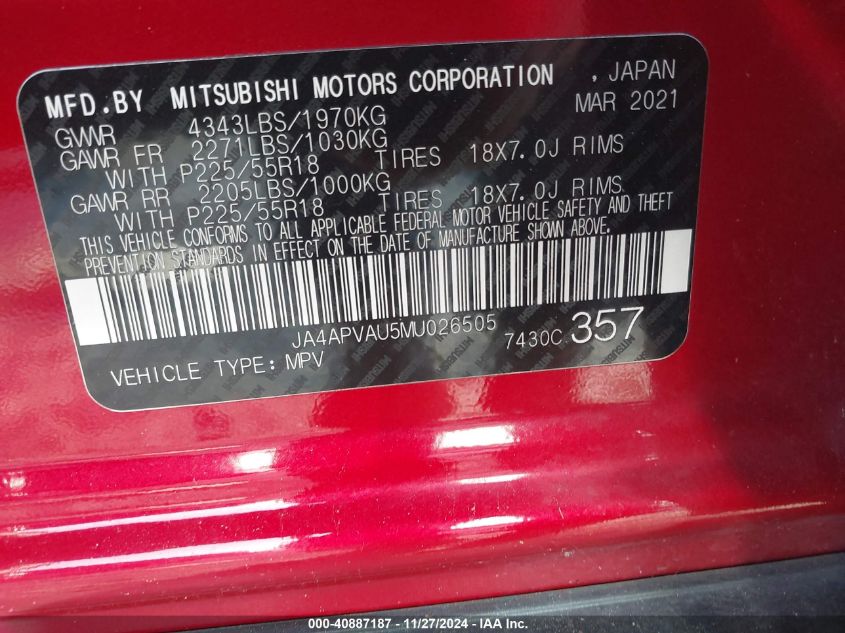 MFD.BY MITSUBISHI MOTORS CORPORATION , JAPAN
MAR 2021
GVWR 4343LBS/1970KG
GAWR FR 2271LBS/1030KG
WITH P225/55R18 TIRES 18X7.0J RIMS
GAWR RR 2205LBS/1000KG
WITH P225/55R18 TIRES 18X7.0J RIMS.
THIS VEHICLE CONFORMS TO ALL APPLICABLE FEDERAL MOTOR VEHICLE SAFETY AND THEFT
PREVENTION STANDARDS IN EFFECT ON THE DATE OF MANUFACTURE SHOWN ABOVE.
JA4APVAU5MU026505
7430C 357
VEHICLE TYPE: MPV
000-40887187 - 11/27/2024 - IAA Inc.